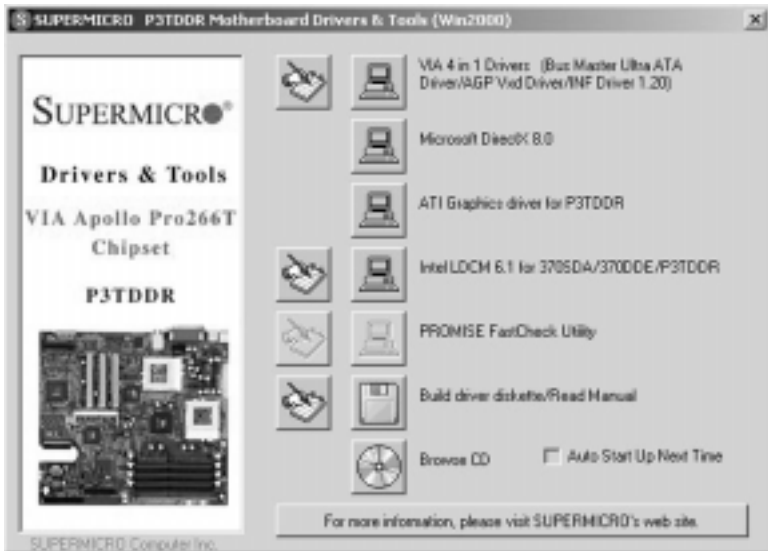 SUPERMICRO P3TDDR Motherboard Drivers & Tools (Win2000)
SUPERMICRO®
Drivers & Tools
VIA Apollo Pro266T
Chipset
P3TDDR
SUPERMICRO Computer Inc.
VIA 4 in 1 Drivers (Bus Master Ultra ATA
Driver/AGP Vxd Driver/INF Driver 1.20)
Microsoft DirectX 8.0
ATI Graphics driver for P3TDDR
Intel LDCM 6.1 for 370SDA/370DDE/P3TDDR
PROMISE FastCheck Utility
Build driver diskette/Read Manual
Browse CD
Auto Start Up Next Time
For more information, please visit SUPERMICRO's web site.